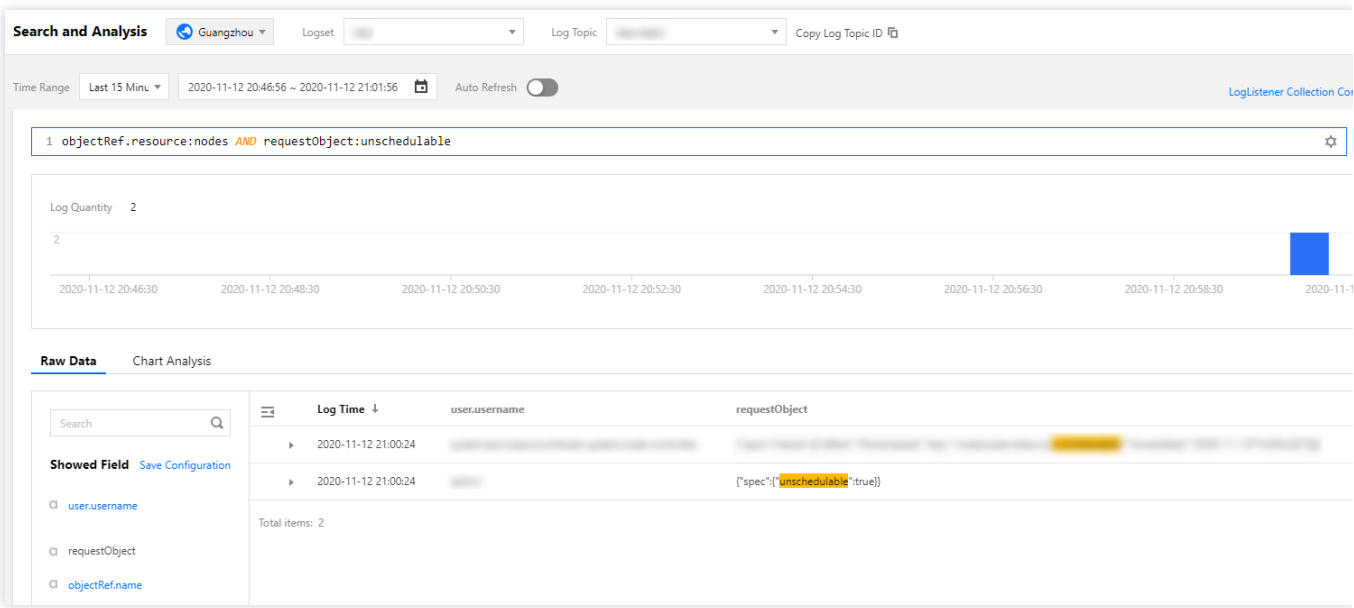 Search and Analysis Guangzhou Logset Log Topic Copy Log Topic ID
Time Range Last 15 Minu 2020-11-12 20:46:56 ~ 2020-11-12 21:01:56 Auto Refresh
LogListener Collection Con
1 objectRef.resource:nodes AND requestObject:unschedulable
Log Quantity 2
2
2020-11-12 20:46:30 2020-11-12 20:48:30 2020-11-12 20:50:30 2020-11-12 20:52:30 2020-11-12 20:54:30 2020-11-12 20:56:30 2020-11-12 20:58:30 2020-11-1
Raw Data Chart Analysis
Search
Log Time ↓ user.username requestObject
2020-11-12 21:00:24
Showed Field Save Configuration
2020-11-12 21:00:24 {"spec":{"unschedulable":true}}
user.username
Total items: 2
requestObject
objectRef.name